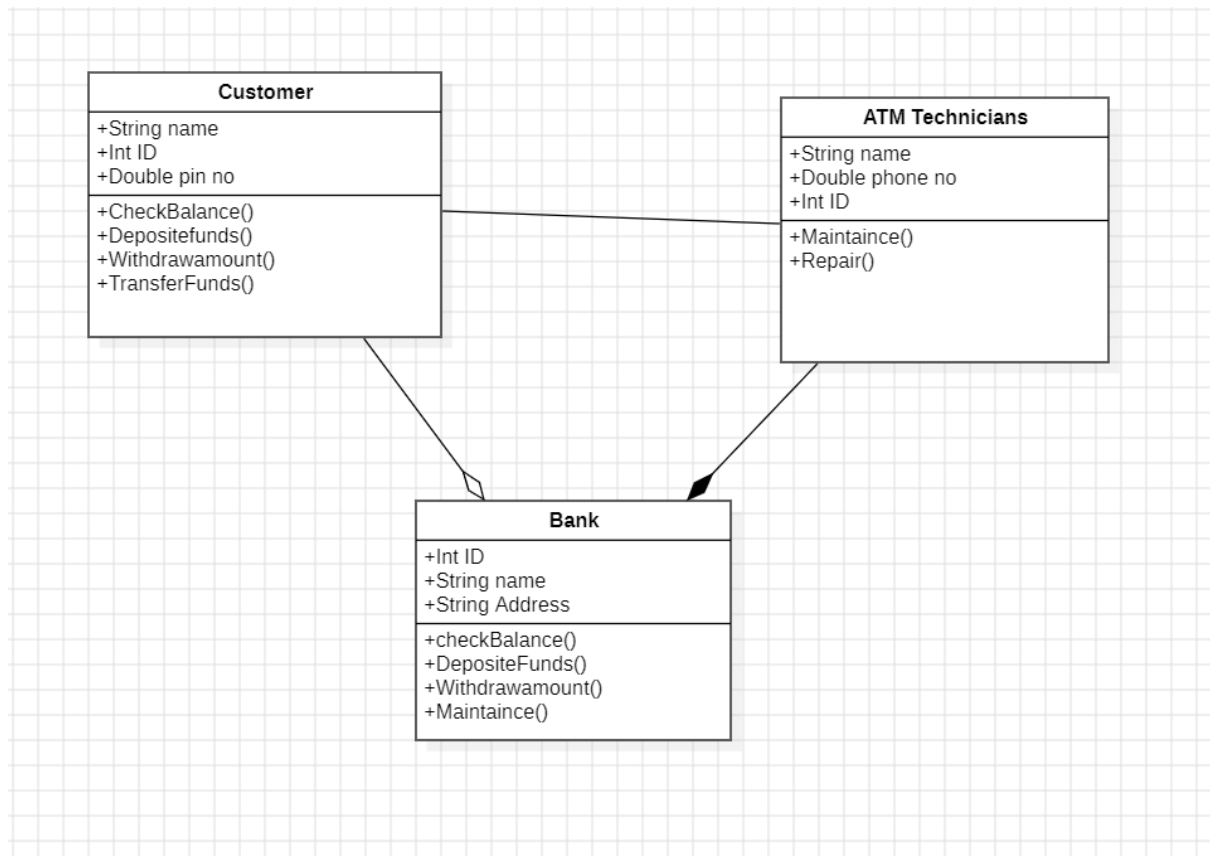 Customer
+String name
+Int ID
+Double pin no
+CheckBalance()
+Depositefunds()
+Withdrawamount()
+TransferFunds()
ATM Technicians
+String name
+Double phone no
+Int ID
+Maintaince()
+Repair()
Bank
+Int ID
+String name
+String Address
+checkBalance()
+DepositeFunds()
+Withdrawamount()
+Maintaince()